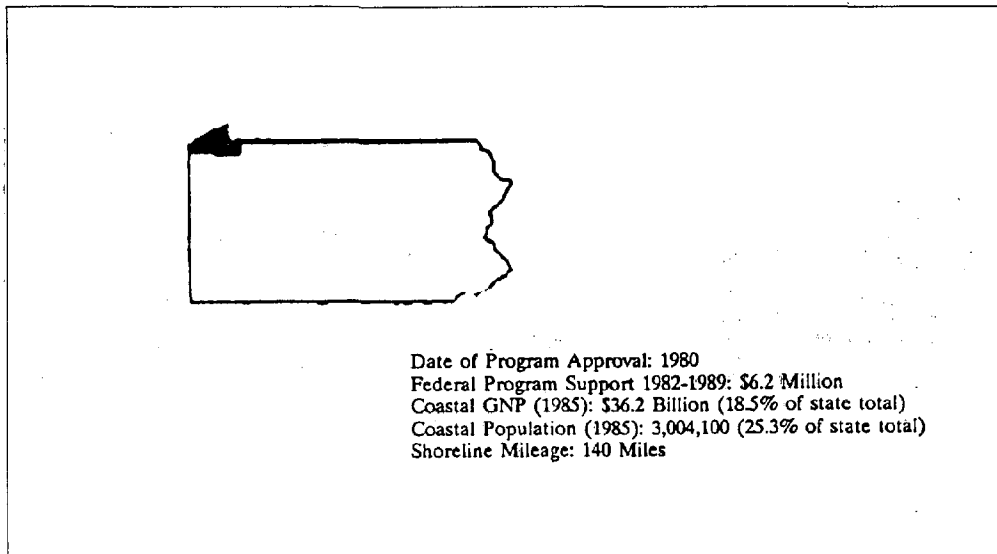 Date of Program Approval: 1980
Federal Program Support 1982-1989: $6.2 Million
Coastal GNP (1985): $36.2 Billion (18.5% of state total)
Coastal Population (1985): 3,004,100 (25.3% of state total)
Shoreline Mileage: 140 Miles